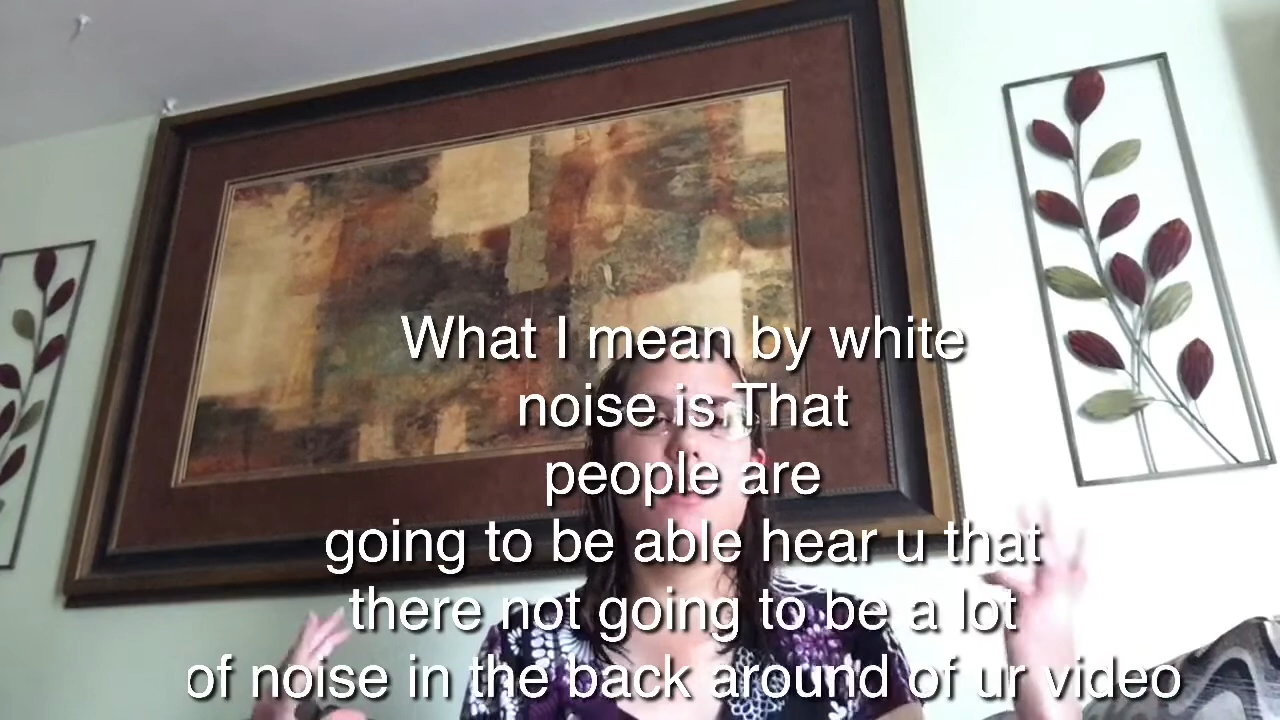 What I mean by white
noise is That
people are
going to be able hear u that
there not going to be a lot
of noise in the back around of ur video